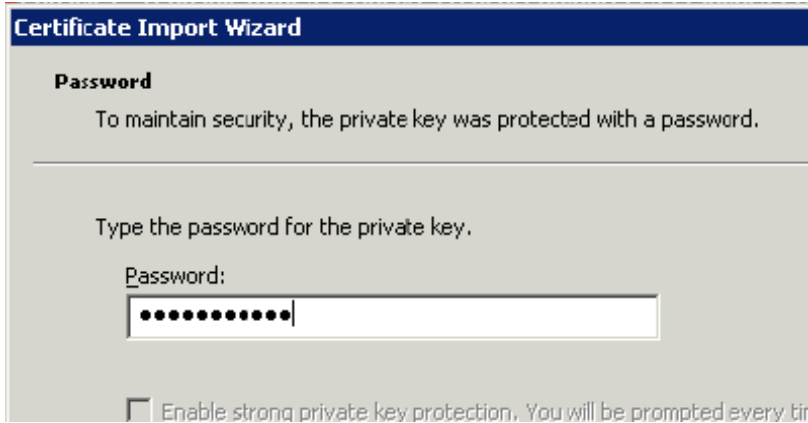 Certificate Import Wizard
Password
To maintain security, the private key was protected with a password.
Type the password for the private key.
Password:
●●●●●●●●●●●
Enable strong private key protection. You will be prompted every